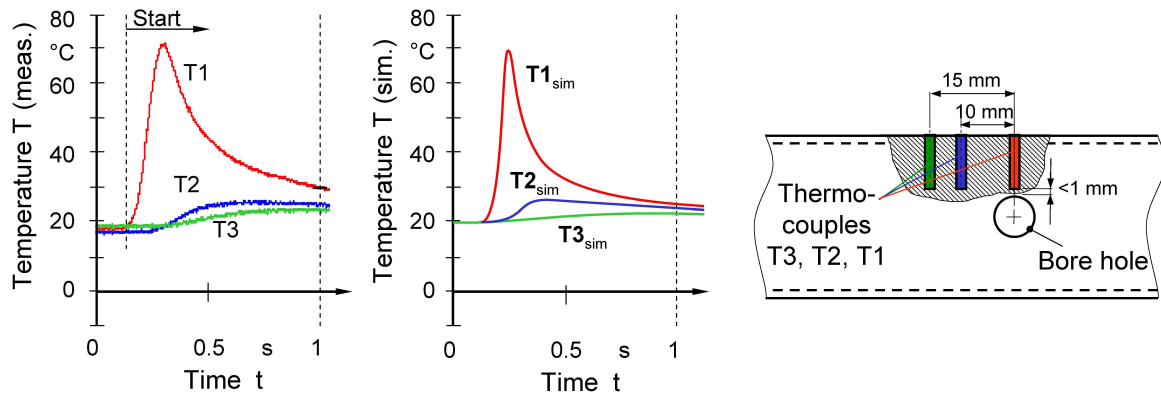 80
Start
°C
T1
60
40
T2
20
T3
0
Temperature T (meas.)
0
0.5
s
1
Time t
80
°C
T1sim
60
40
T2sim
20
T3sim
0
Temperature T (sim.)
0
0.5
s
1
Time t
15 mm
10 mm
<1 mm
Thermo-
couples
T3, T2, T1
Bore hole